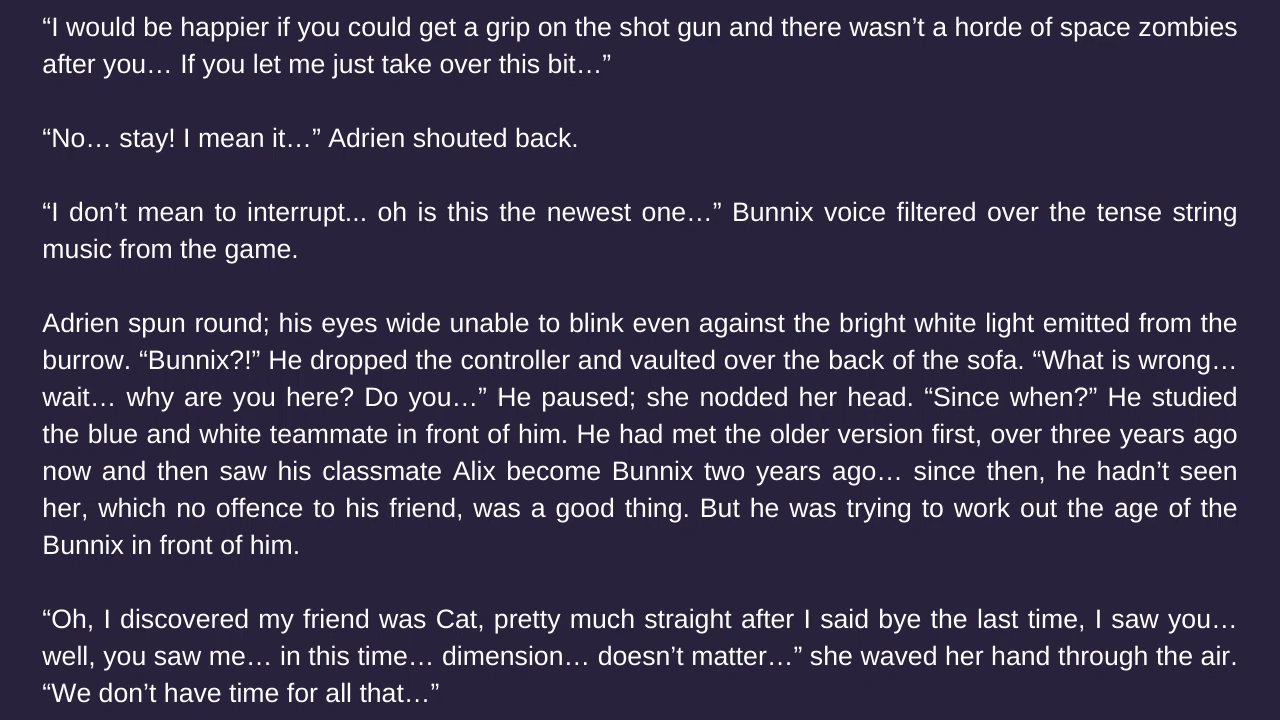 “I would be happier if you could get a grip on the shot gun and there wasn’t a horde of space zombies
after you… If you let me just take over this bit…”
“No… stay! I mean it…” Adrien shouted back.
“I don’t mean to interrupt... oh is this the newest one…” Bunnix voice filtered over the tense string
music from the game.
Adrien spun round; his eyes wide unable to blink even against the bright white light emitted from the
burrow. “Bunnix?!” He dropped the controller and vaulted over the back of the sofa. “What is wrong…
wait… why are you here? Do you…” He paused; she nodded her head. “Since when?” He studied
the blue and white teammate in front of him. He had met the older version first, over three years ago
now and then saw his classmate Alix become Bunnix two years ago… since then, he hadn’t seen
her, which no offence to his friend, was a good thing. But he was trying to work out the age of the
Bunnix in front of him.
“Oh, I discovered my friend was Cat, pretty much straight after I said bye the last time, I saw you…
well, you saw me… in this time… dimension… doesn’t matter…” she waved her hand through the air.
“We don’t have time for all that…”